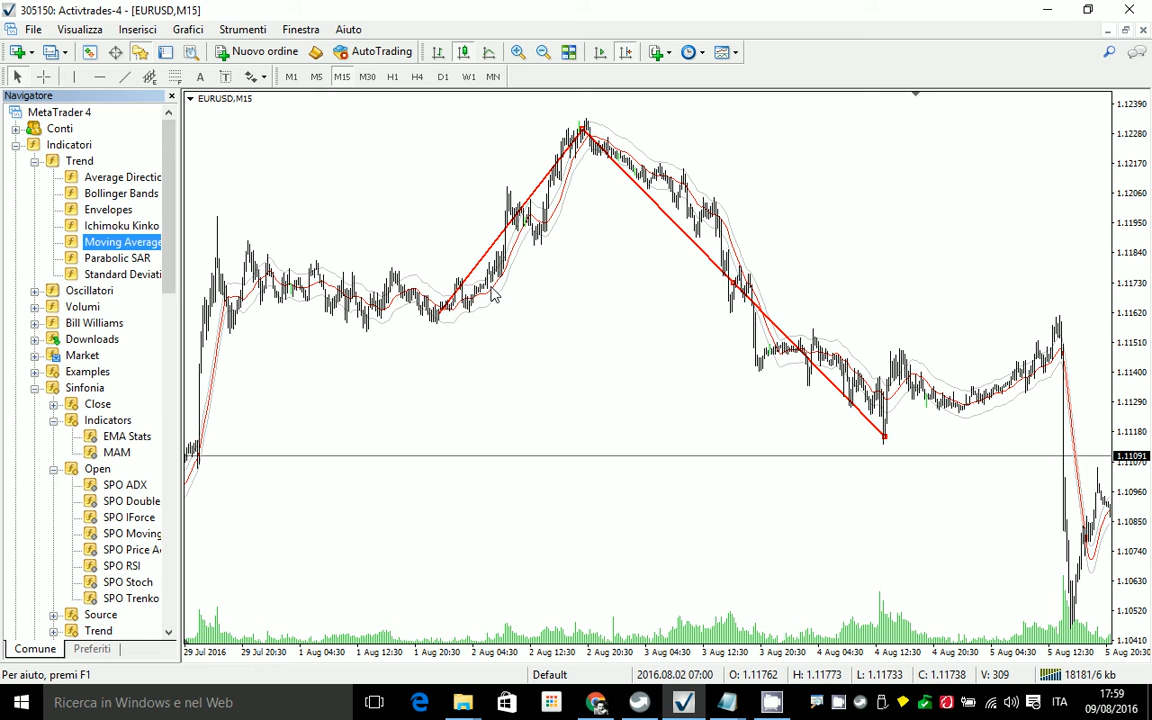 305150: Activtrades-4 - [EURUSD,M15]
File Visualizza Inserisci Grafici Strumenti Finestra Aiuto
Nuovo ordine AutoTrading
A T M1 M5 M15 M30 H1 H4 D1 W1 MN
Navigatore
MetaTrader 4
Conti
Indicatori
Trend
Average Directic
Bollinger Bands
Envelopes
Ichimoku Kinko
Moving Average
Parabolic SAR
Standard Deviati
Oscillatori
Volumi
Bill Williams
Downloads
Market
Examples
Sinfonia
Close
Indicators
EMA Stats
MAM
Open
SPO ADX
SPO Double
SPO IForce
SPO Moving
SPO Price A
SPO RSI
SPO Stoch
SPO Trenko
Source
Trend
Comune Preferiti
EURUSD,M15
1.12390
1.12280
1.12170
1.12060
1.11950
1.11840
1.11730
1.11620
1.11510
1.11400
1.11290
1.11180
1.11091
1.11070
1.10960
1.10850
1.10740
1.10630
1.10520
1.10410
29 Jul 2016 29 Jul 20:30 1 Aug 04:30 1 Aug 12:30 1 Aug 20:30 2 Aug 04:30 2 Aug 12:30 2 Aug 20:30 3 Aug 04:30 3 Aug 12:30 3 Aug 20:30 4 Aug 04:30 4 Aug 12:30 4 Aug 20:30 5 Aug 04:30 5 Aug 12:30 5 Aug 20:30
Per aiuto, premi F1 Default 2016.08.02 07:00 O: 1.11762 H: 1.11773 L: 1.11733 C: 1.11738 V: 309 18181/6 kb
Ricerca in Windows e nel Web ITA 17:59
09/08/2016